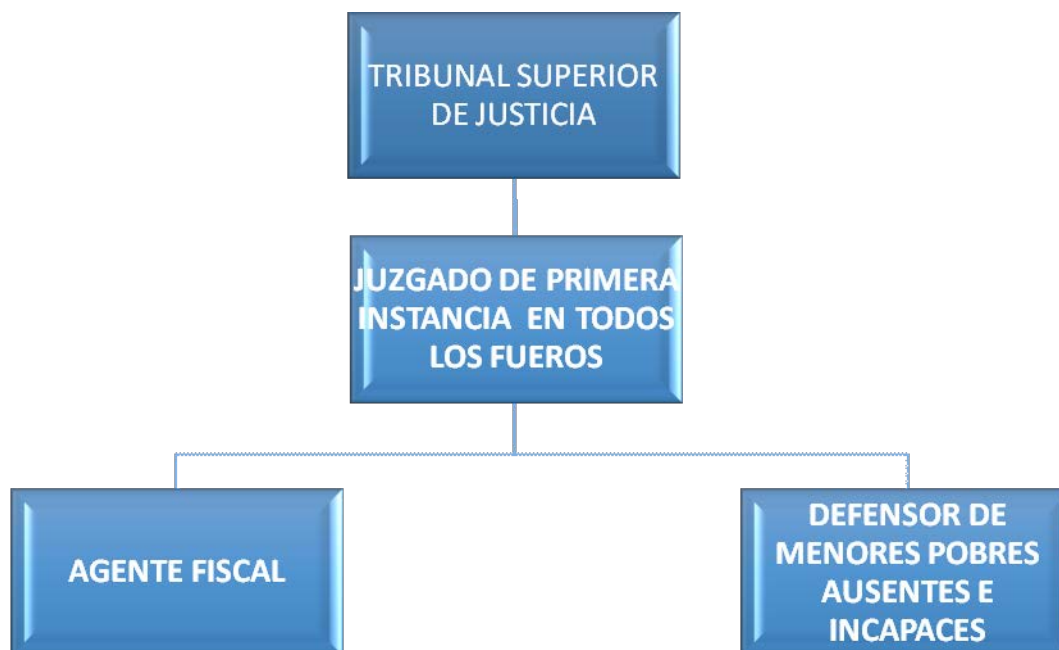 TRIBUNAL SUPERIOR
DE JUSTICIA
JUZGADO DE PRIMERA
INSTANCIA EN TODOS
LOS FUEROS
AGENTE FISCAL
DEFENSOR DE
MENORES POBRES
AUSENTES E
INCAPACES